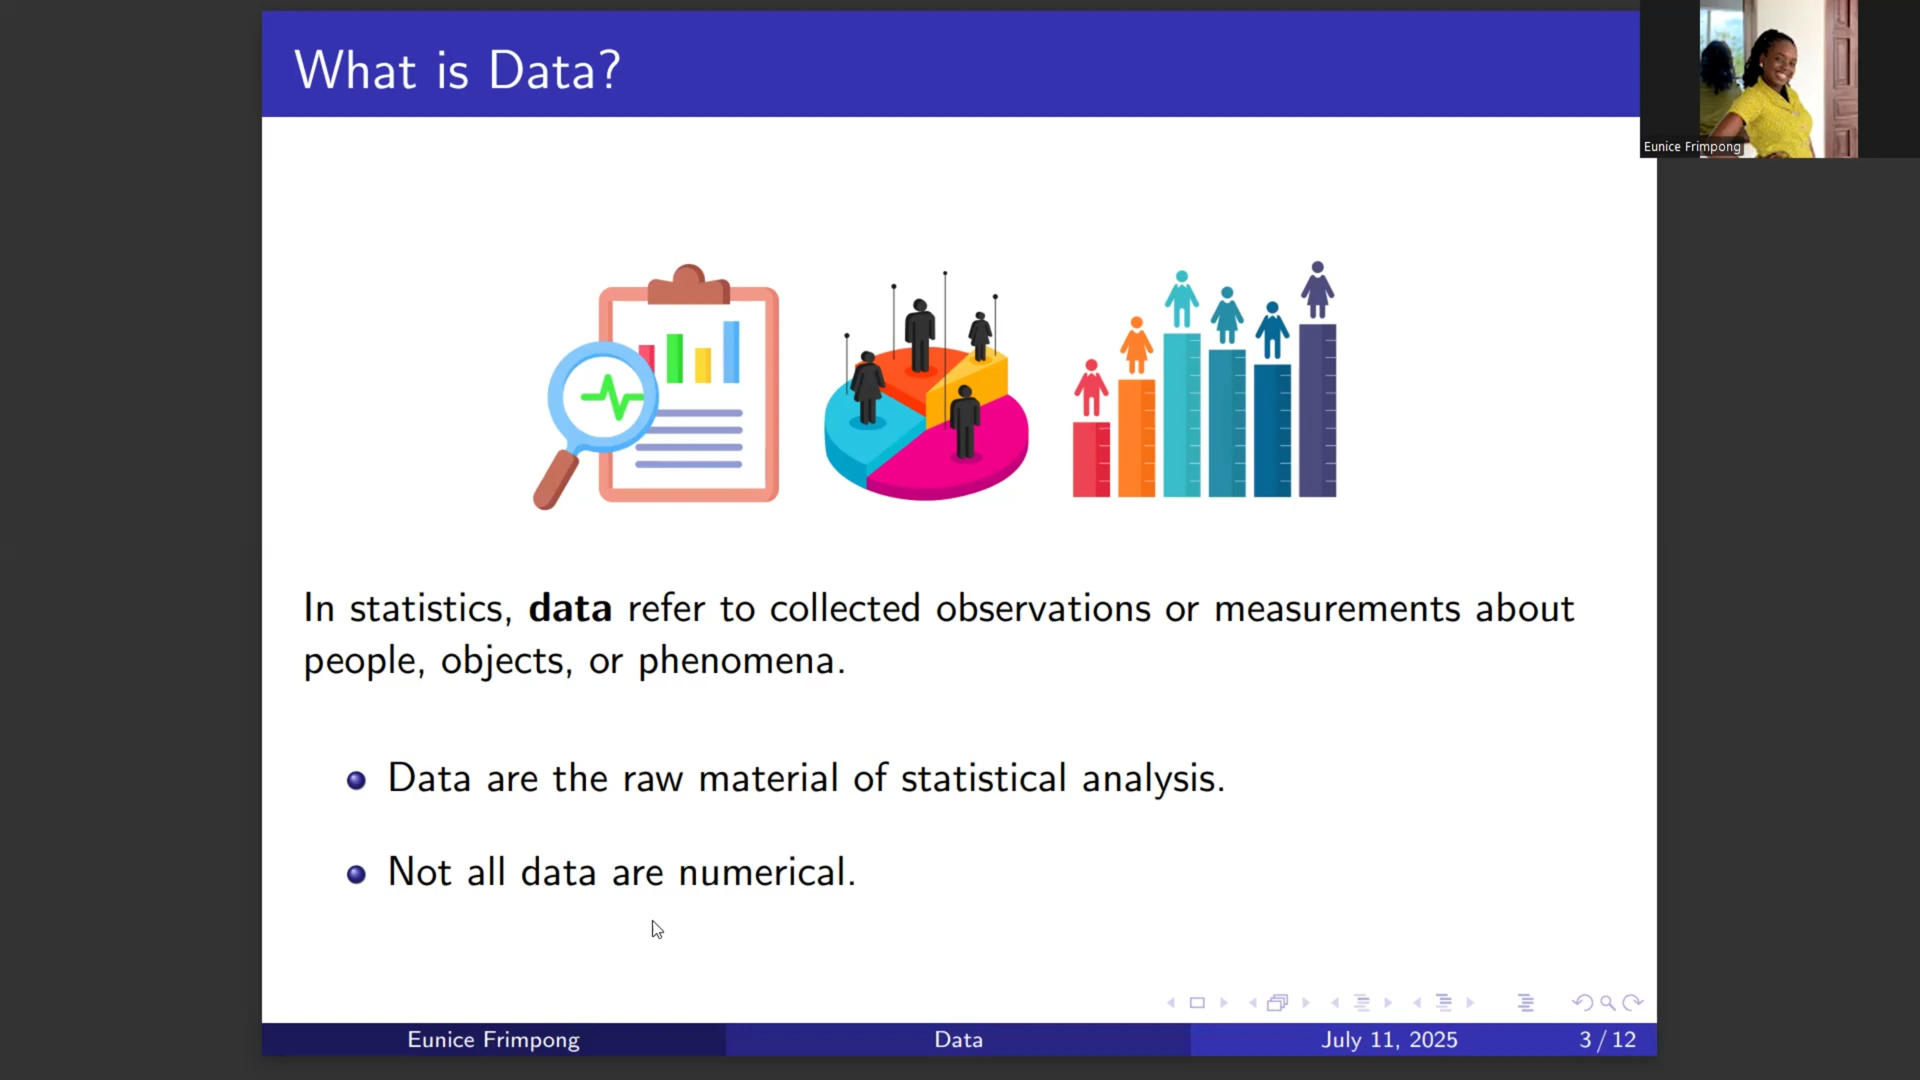 What is Data?
Eunice Frimpong
In statistics, data refer to collected observations or measurements about
people, objects, or phenomena.
Data are the raw material of statistical analysis.
Not all data are numerical.
Eunice Frimpong
Data
July 11, 2025
3 / 12